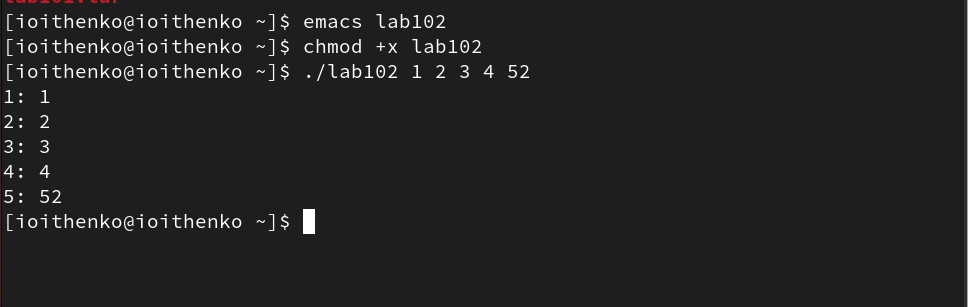 [ioithenko@ioithenko ~]$ emacs lab102
[ioithenko@ioithenko ~]$ chmod +x lab102
[ioithenko@ioithenko ~]$ ./lab102 1 2 3 4 52
1: 1
2: 2
3: 3
4: 4
5: 52
[ioithenko@ioithenko ~]$